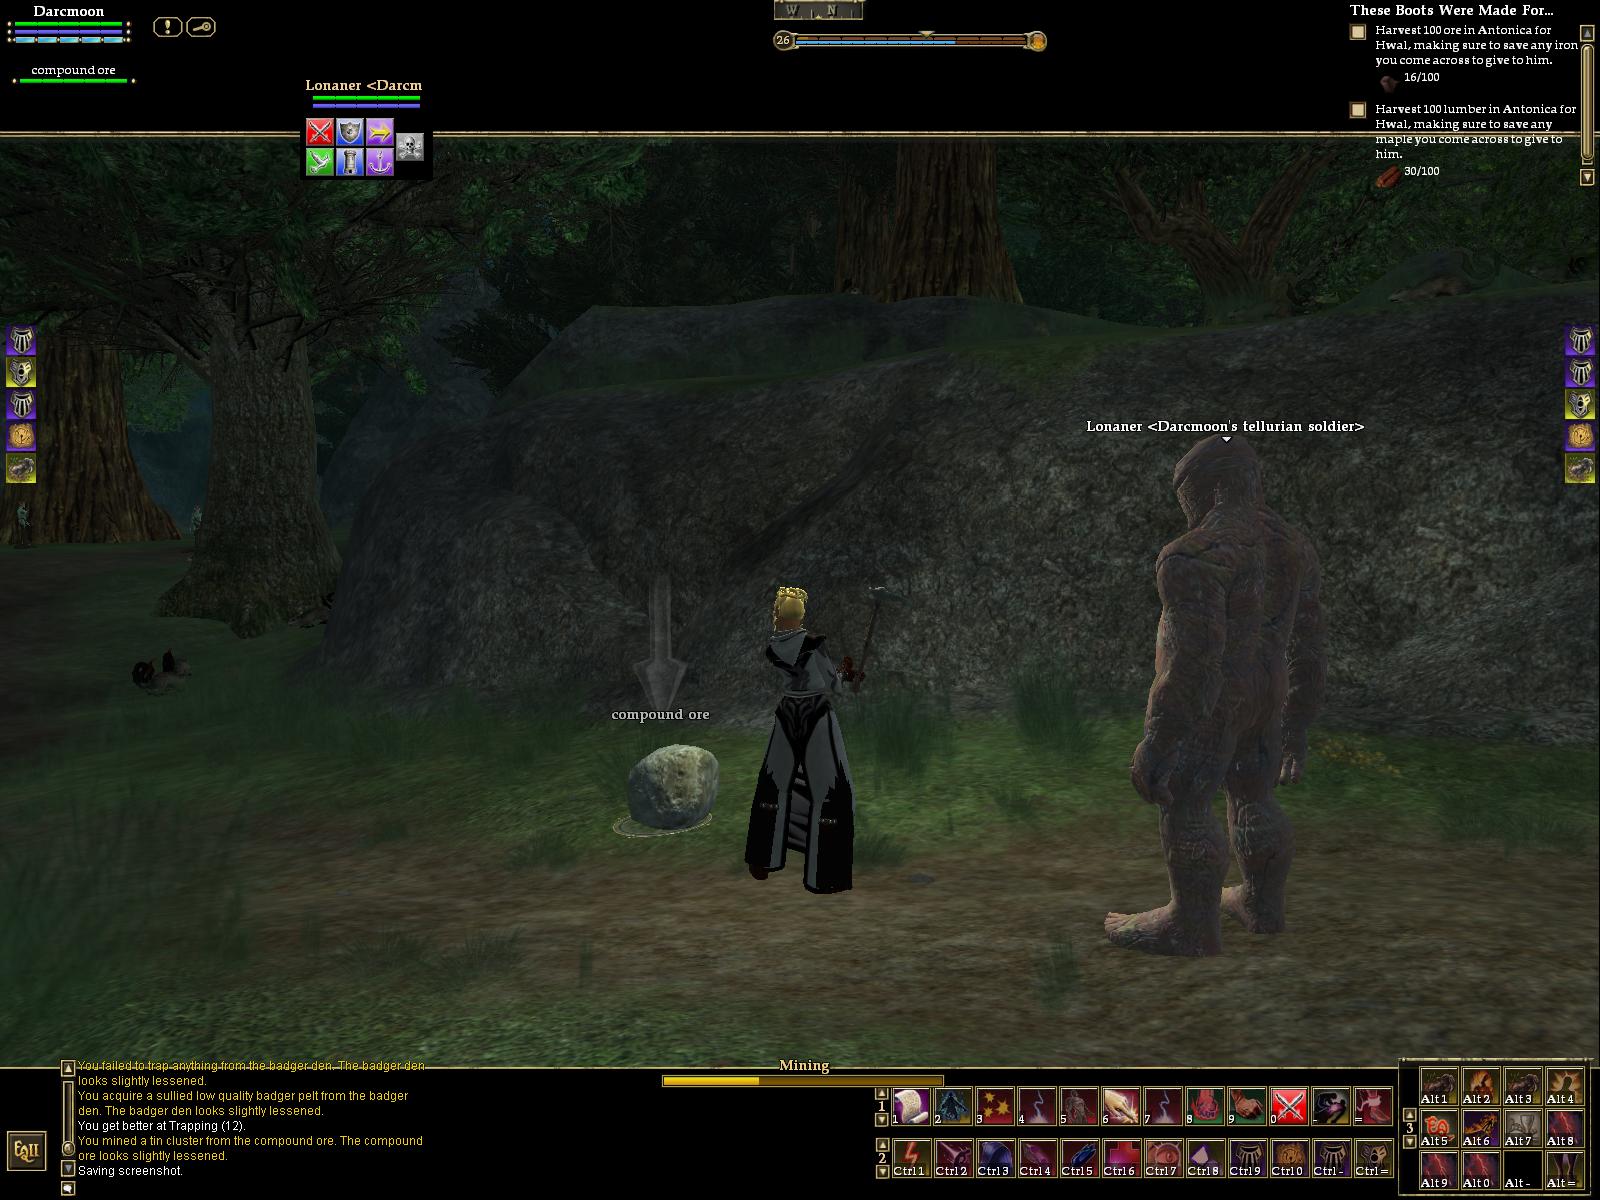 Darcmoon
compound ore
Lonaner <Darcm
W N
26
These Boots Were Made For...
Harvest 100 ore in Antonica for
Hwal, making sure to save any iron
you come across to give to him.
16/100
Harvest 100 lumber in Antonica for
Hwal, making sure to save any
maple you come across to give to
him.
30/100
Lonaner <Darcmoon's tellurian soldier>
compound ore
You failed to trap anything from the badger den. The badger den
looks slightly lessened.
You acquire a sullied low quality badger pelt from the badger
den. The badger den looks slightly lessened.
You get better at Trapping (12).
You mined a tin cluster from the compound ore. The compound
ore looks slightly lessened.
Saving screenshot.
EQII
Mining
1
1 2 3 4 5 6 7 8 9 0 - =
2
Ctrl1 Ctrl2 Ctrl3 Ctrl4 Ctrl5 Ctrl6 Ctrl7 Ctrl8 Ctrl9 Ctrl0 Ctrl- Ctrl=
3
Alt1 Alt2 Alt3 Alt4
Alt5 Alt6 Alt7 Alt8
Alt9 Alt0 Alt- Alt=